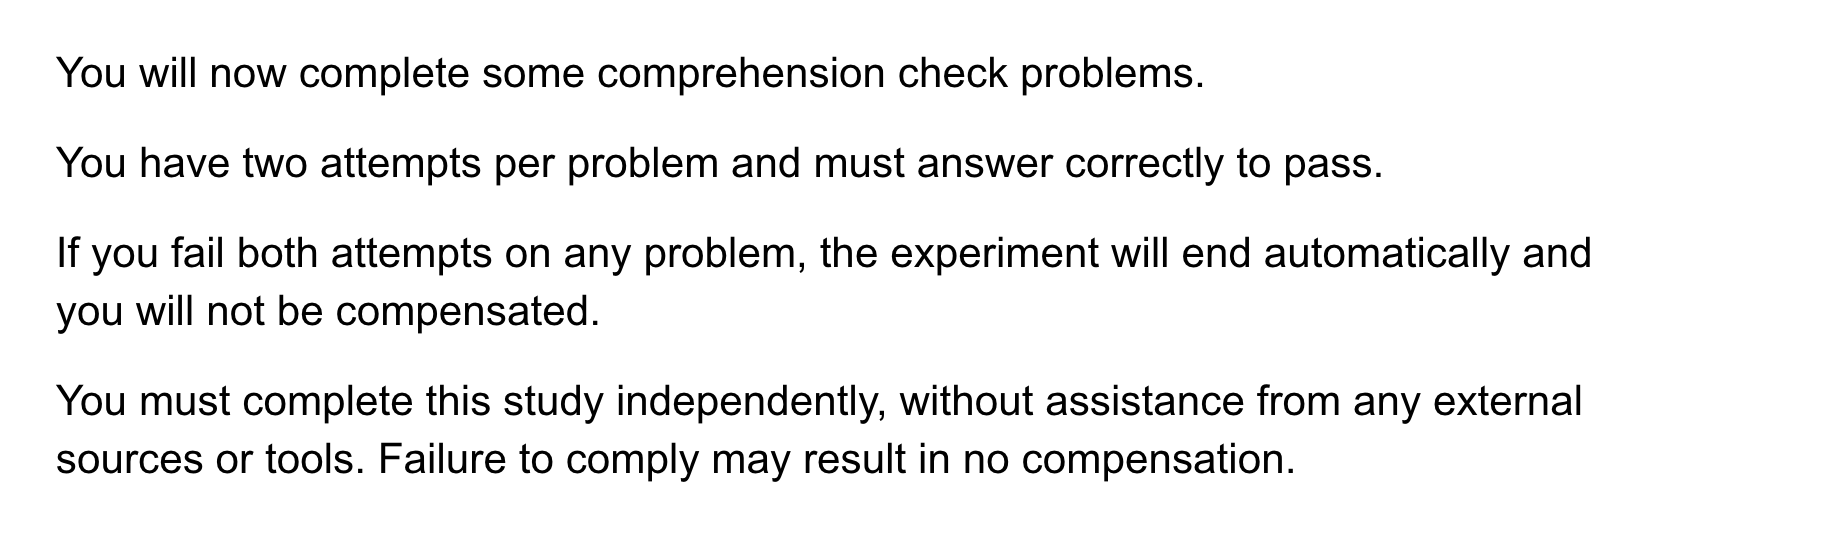 You will now complete some comprehension check problems.
You have two attempts per problem and must answer correctly to pass.
If you fail both attempts on any problem, the experiment will end automatically and
you will not be compensated.
You must complete this study independently, without assistance from any external
sources or tools. Failure to comply may result in no compensation.